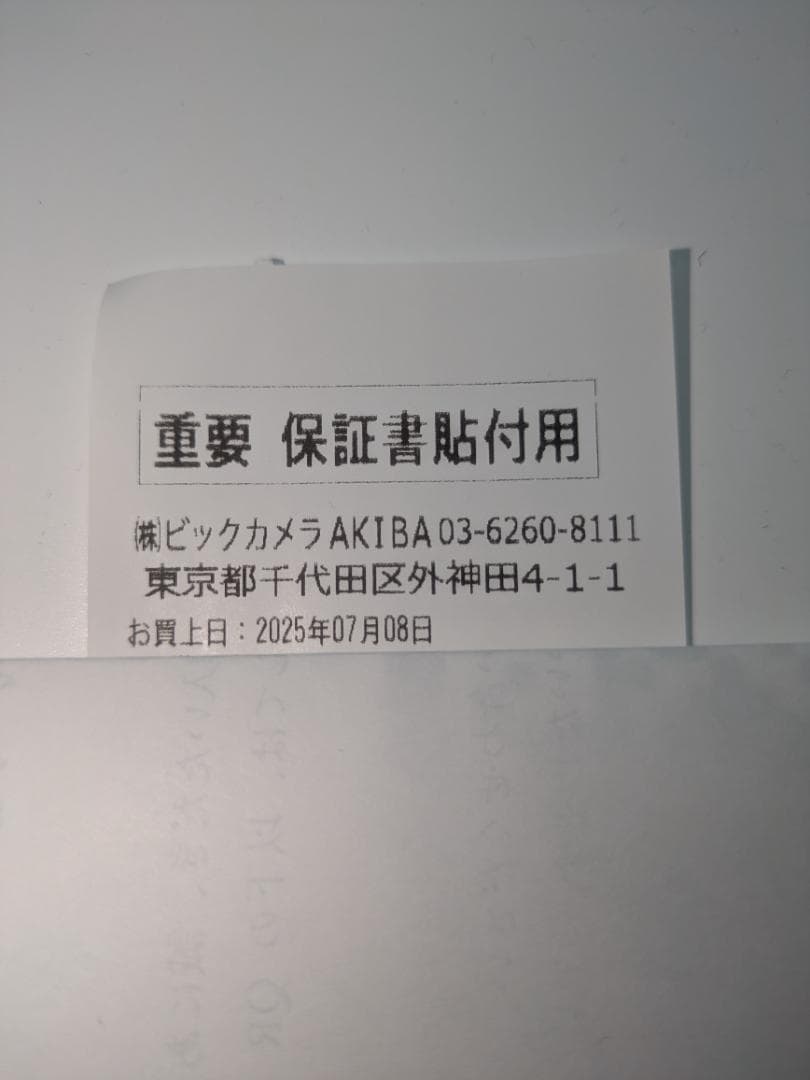 重要 保証書貼付用
㈱ビックカメラAKIBA03-6260-8111
東京都千代田区外神田4-1-1
お買上日：2025年07月08日